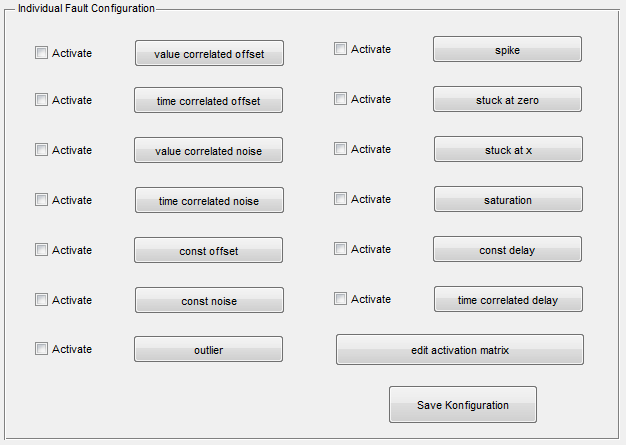 Individual Fault Configuration
Activate value correlated offset
Activate time correlated offset
Activate value correlated noise
Activate time correlated noise
Activate const offset
Activate const noise
Activate outlier
Activate spike
Activate stuck at zero
Activate stuck at x
Activate saturation
Activate const delay
Activate time correlated delay
edit activation matrix
Save Konfiguration